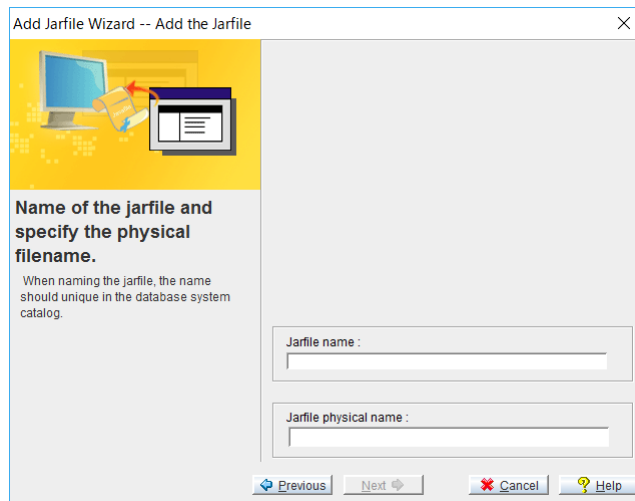 Add Jarfile Wizard -- Add the Jarfile
Name of the jarfile and
specify the physical
filename.
When naming the jarfile, the name
should unique in the database system
catalog.
Jarfile name :
Jarfile physical name :
Previous
Next
Cancel
Help